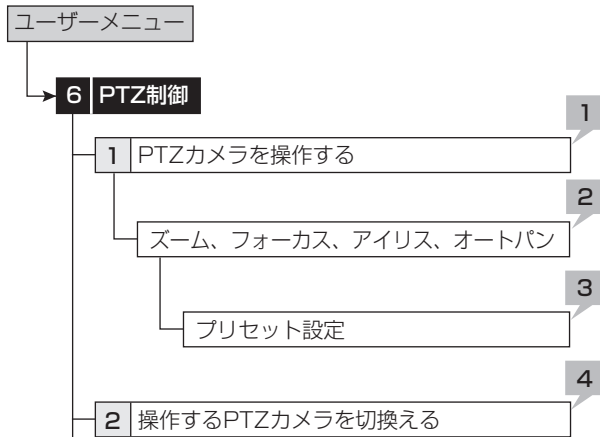 ユーザーメニュー
6 PTZ制御
1
1 PTZカメラを操作する
2
ズーム、フォーカス、アイリス、オートパン
3
プリセット設定
4
2 操作するPTZカメラを切換える